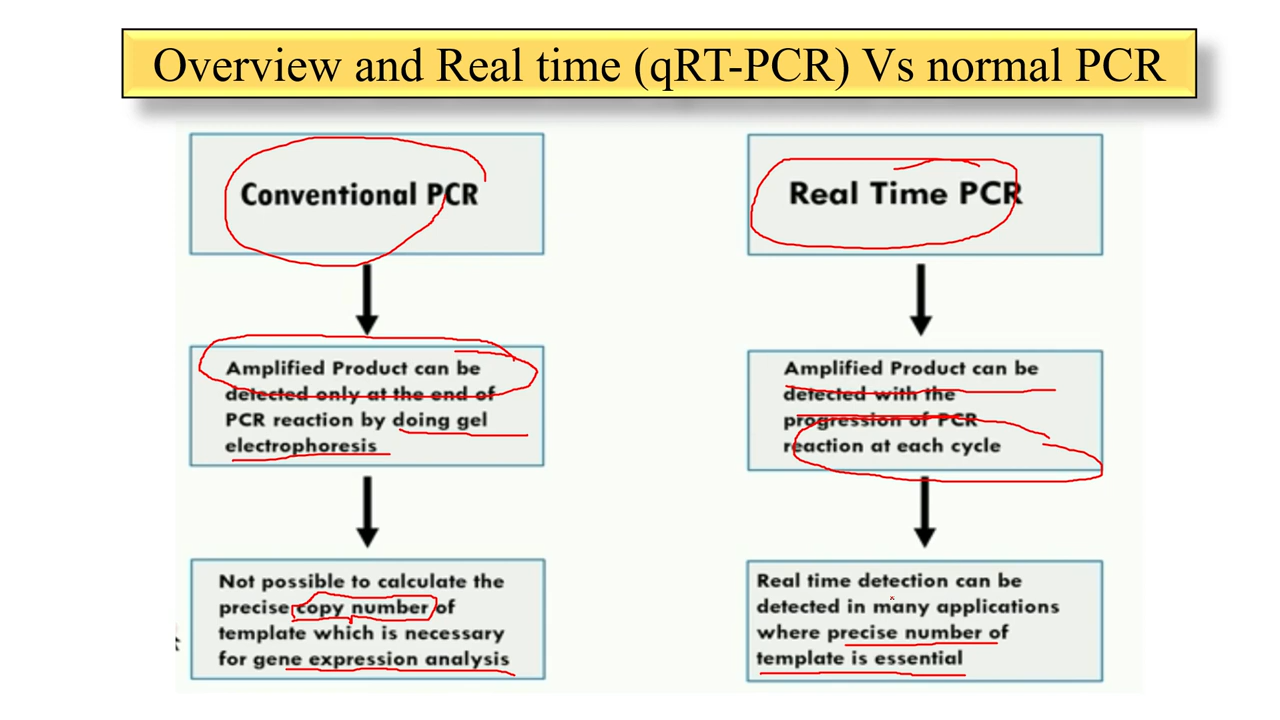 Overview and Real time (qRT-PCR) Vs normal PCR
Conventional PCR
Amplified Product can be
detected only at the end of
PCR reaction by doing gel
electrophoresis
Not possible to calculate the
precise copy number of
template which is necessary
for gene expression analysis
Real Time PCR
Amplified Product can be
detected with the
progression of PCR
reaction at each cycle
Real time detection can be
detected in many applications
where precise number of
template is essential